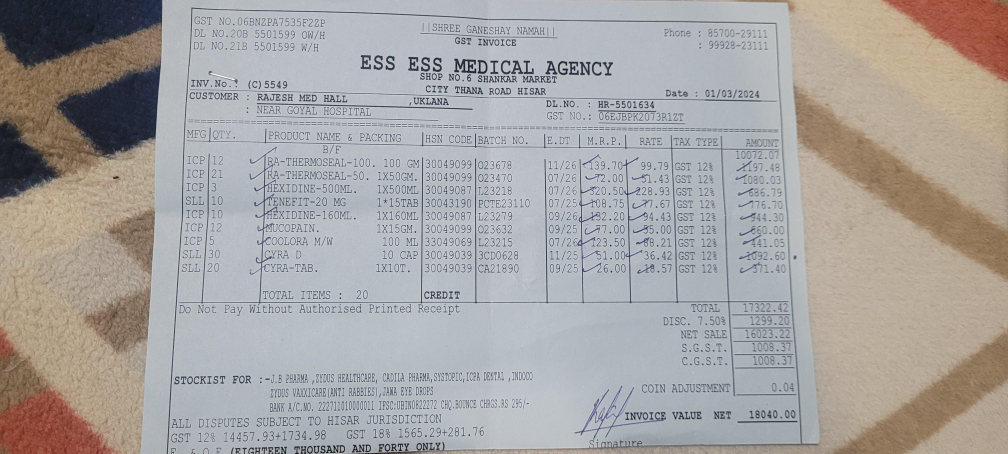 GST NO.06BNZPA7535F2ZP
DL NO.20B 5501599 OW/H
DL NO.21B 5501599 W/H
||SHREE GANESHAY NAMAH||
GST INVOICE
Phone : 85700-29111
: 99928-23111
ESS ESS MEDICAL AGENCY
SHOP NO.6 SHANKAR MARKET
CITY THANA ROAD HISAR
INV.No.: (C)5549
Date : 01/03/2024
CUSTOMER : RAJESH MED HALL ,UKLANA
: NEAR GOYAL HOSPITAL
DL.NO. : HR-5501634
GST NO.: 06EJBPK2073R1ZT
MFG QTY. PRODUCT NAME & PACKING HSN CODE BATCH NO. E.DT M.R.P. RATE TAX TYPE AMOUNT
B/F 10072.07
ICP 12 RA-THERMOSEAL-100. 100 GM 30049099 023678 11/26 139.70 99.79 GST 12% 1197.48
ICP 21 RA-THERMOSEAL-50. 1X50GM. 30049099 023470 07/26 72.00 51.43 GST 12% 1080.03
ICP 3 HEXIDINE-500ML. 1X500ML 30049087 L23218 07/26 320.50 228.93 GST 12% 686.79
SLL 10 TENEFIT-20 MG 1*15TAB 30043190 PCTE23110 07/25 108.75 77.67 GST 12% 776.70
ICP 10 HEXIDINE-160ML. 1X160ML 30049087 L23279 09/26 132.20 94.43 GST 12% 944.30
ICP 12 MUCOPAIN. 1X15GM. 30049099 023632 09/25 77.00 55.00 GST 12% 660.00
ICP 5 COOLORA M/W 100 ML 33049069 L23215 07/26 123.50 88.21 GST 12% 441.05
SLL 30 CYRA D 10 CAP 30049039 3CD0628 11/25 51.00 36.42 GST 12% 1092.60
SLL 20 CYRA-TAB. 1X10T. 30049039 CA21890 09/25 26.00 18.57 GST 12% 371.40
TOTAL ITEMS : 20 CREDIT
Do Not Pay Without Authorised Printed Receipt
TOTAL 17322.42
DISC. 7.50% 1299.20
NET SALE 16023.22
S.G.S.T. 1008.37
C.G.S.T. 1008.37
STOCKIST FOR :-J.B PHARMA ,ZYDUS HEALTHCARE, CADILA PHARMA,SYSTOPIC,ICPA DENTAL ,INDOCO
ZYDUS VAXXICARE(ANTI RABBIES),JAWA EYE DROPS
BANK A/C.NO. 222711010000011 IFSC:UBIN0822272 CHQ.BOUNCE CHRGS.RS 295/-
COIN ADJUSTMENT 0.04
INVOICE VALUE NET 18040.00
ALL DISPUTES SUBJECT TO HISAR JURISDICTION
GST 12% 14457.93+1734.98 GST 18% 1565.29+281.76
Signature
E. & O.E (EIGHTEEN THOUSAND AND FORTY ONLY)